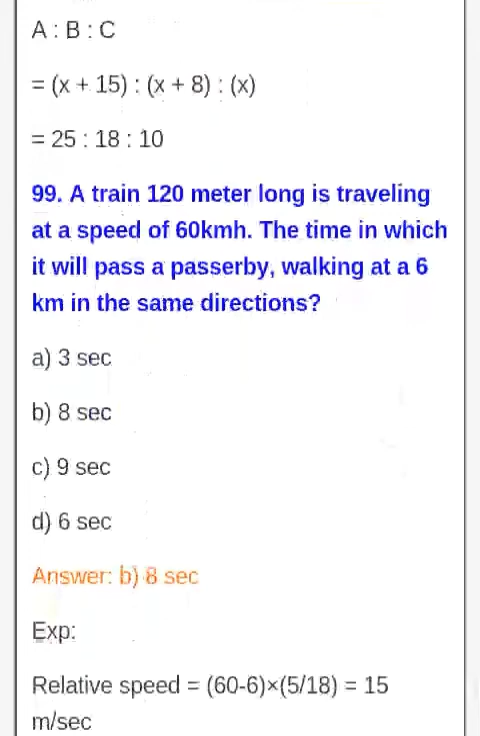 A : B : C
= (x + 15) : (x + 8) : (x)
= 25 : 18 : 10
99. A train 120 meter long is traveling
at a speed of 60kmh. The time in which
it will pass a passerby, walking at a 6
km in the same directions?
a) 3 sec
b) 8 sec
c) 9 sec
d) 6 sec
Answer: b) 8 sec
Exp:
Relative speed = (60-6)×(5/18) = 15
m/sec